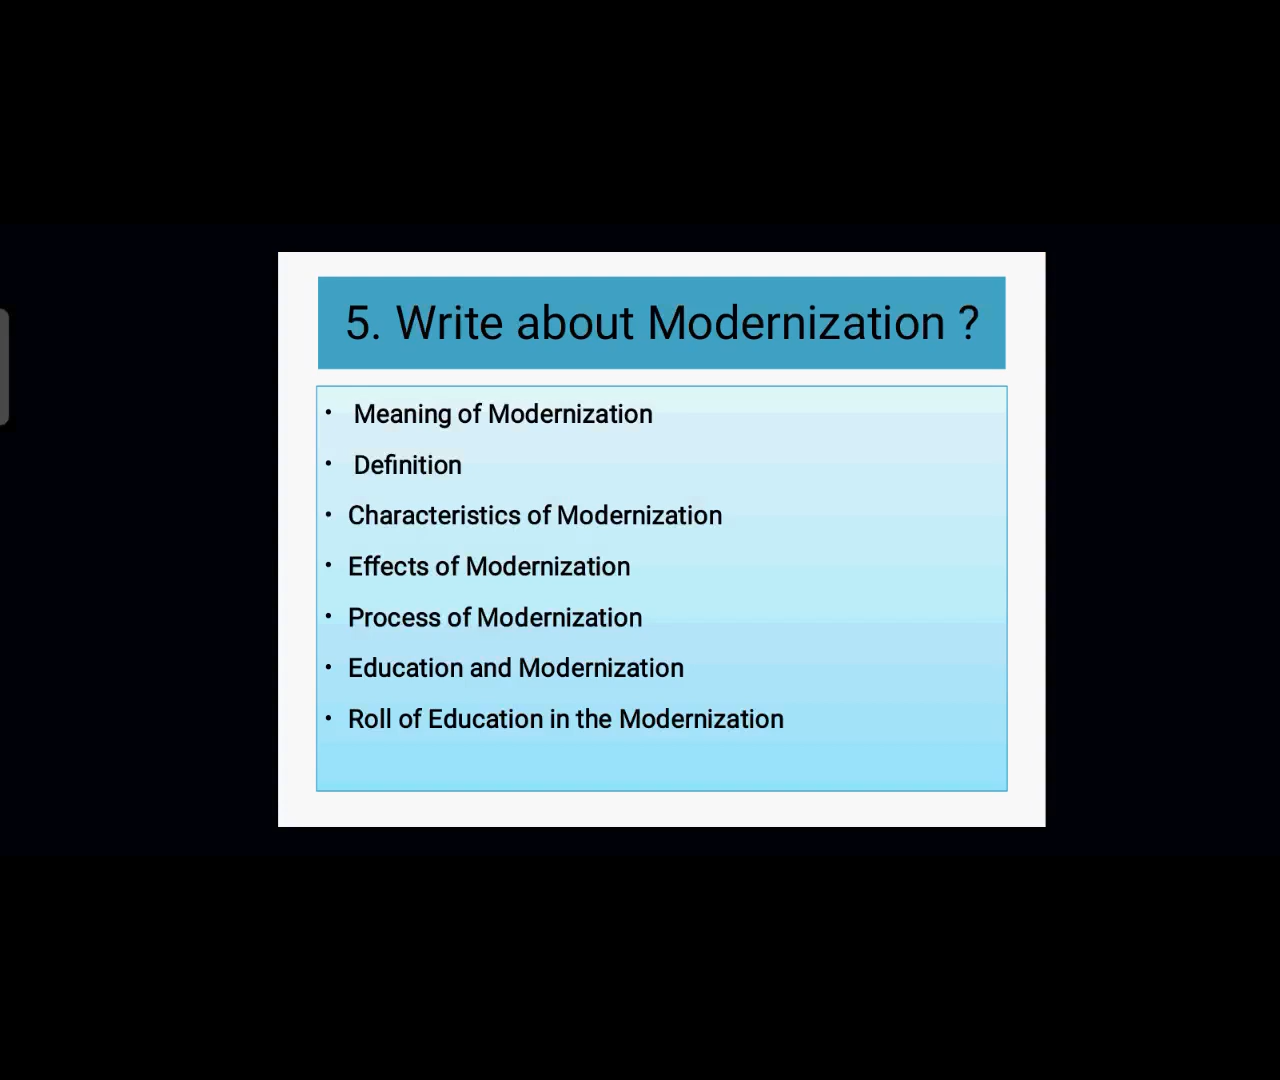 5. Write about Modernization ?
• Meaning of Modernization
• Definition
• Characteristics of Modernization
• Effects of Modernization
• Process of Modernization
• Education and Modernization
• Roll of Education in the Modernization